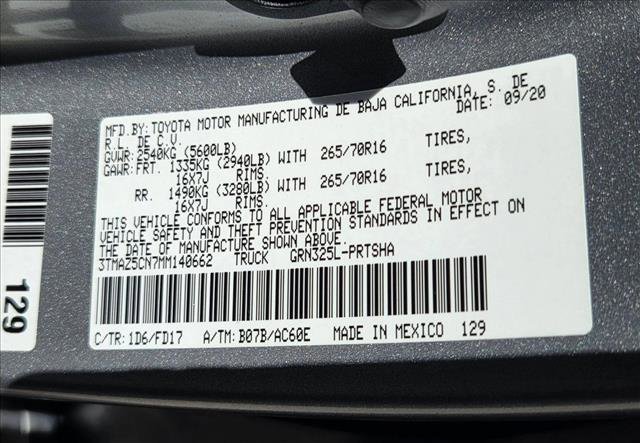 MFD.BY: TOYOTA MOTOR MANUFACTURING DE BAJA CALIFORNIA, S. DE
R.L. DE C.V. DATE: 09/20
GVWR: 2540KG (5600LB)
GAWR: FRT. 1335KG (2940LB) WITH 265/70R16 TIRES,
16X7J RIMS.
RR. 1490KG (3280LB) WITH 265/70R16 TIRES,
16X7J RIMS.
THIS VEHICLE CONFORMS TO ALL APPLICABLE FEDERAL MOTOR
VEHICLE SAFETY AND THEFT PREVENTION STANDARDS IN EFFECT ON
THE DATE OF MANUFACTURE SHOWN ABOVE.
3TMAZ5CN7MM140662 TRUCK GRN325L-PRTSHA
C/TR: 1D6/FD17 A/TM: B07B/AC60E MADE IN MEXICO 129
129